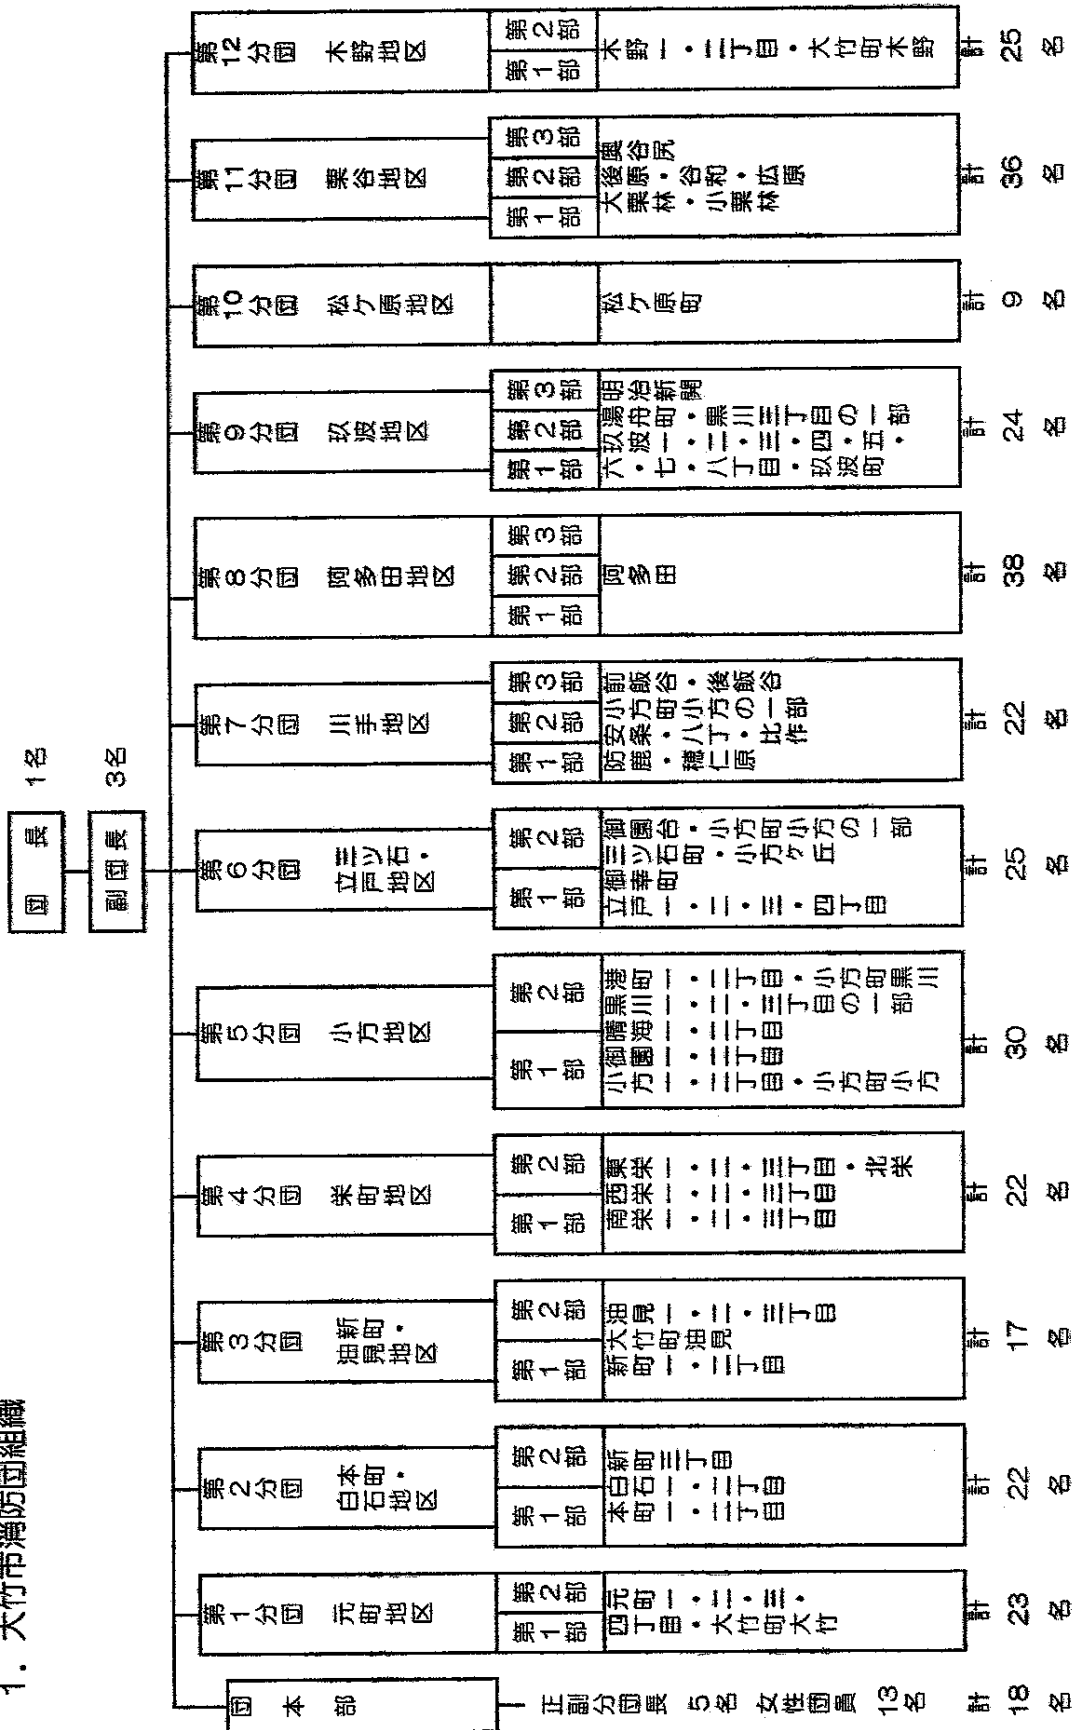 1. 大竹市消防団組織
団長 1名
副団長 3名
団本部
正副分団長 5名 女性団員 13名
計 18名
第1分団 元町地区
第1部 第2部
元町一・二・三・
四丁目・大竹町大竹
計 23名
第2分団 本町・
白石地区
第1部 第2部
新町三丁目
白石一・二丁目
本町一・二丁目
計 22名
第3分団 新町・
油見地区
第1部 第2部
油見一・二・三丁目
大竹町油見
新町一・二丁目
計 17名
第4分団 栄町地区
第1部 第2部
東栄一・二・三丁目・北栄
西栄一・二・三丁目
南栄一・二・三丁目
計 22名
第5分団 小方地区
第1部 第2部
港町一・二丁目・小方町黒川
黒川一・二・三丁目の一部
晴海一・二丁目
御園一・二丁目
小方一・二丁目・小方町小方
計 30名
第6分団 三ツ石・
立戸地区
第1部 第2部
御園台・小方町小方の一部
三ツ石町・小方ケ丘
御幸町
立戸一・二・三・四丁目
計 25名
第7分団 川手地区
第1部 第2部 第3部
前飯谷・後飯谷
小方町小方の一部
安条・八丁・比作
防鹿・穂仁原
計 22名
第8分団 阿多田地区
第1部 第2部 第3部
阿多田
計 38名
第9分団 玖波地区
第1部 第2部 第3部
明治新開
湯舟町・黒川三丁目の一部
玖波一・二・三・四・五・
六・七・八丁目・玖波町
計 24名
第10分団 松ケ原地区
松ケ原町
計 9名
第11分団 栗谷地区
第1部 第2部 第3部
奥谷尻
後原・谷和・広原
大栗林・小栗林
計 36名
第12分団 木野地区
第1部 第2部
木野一・二丁目・大竹町木野
計 25名